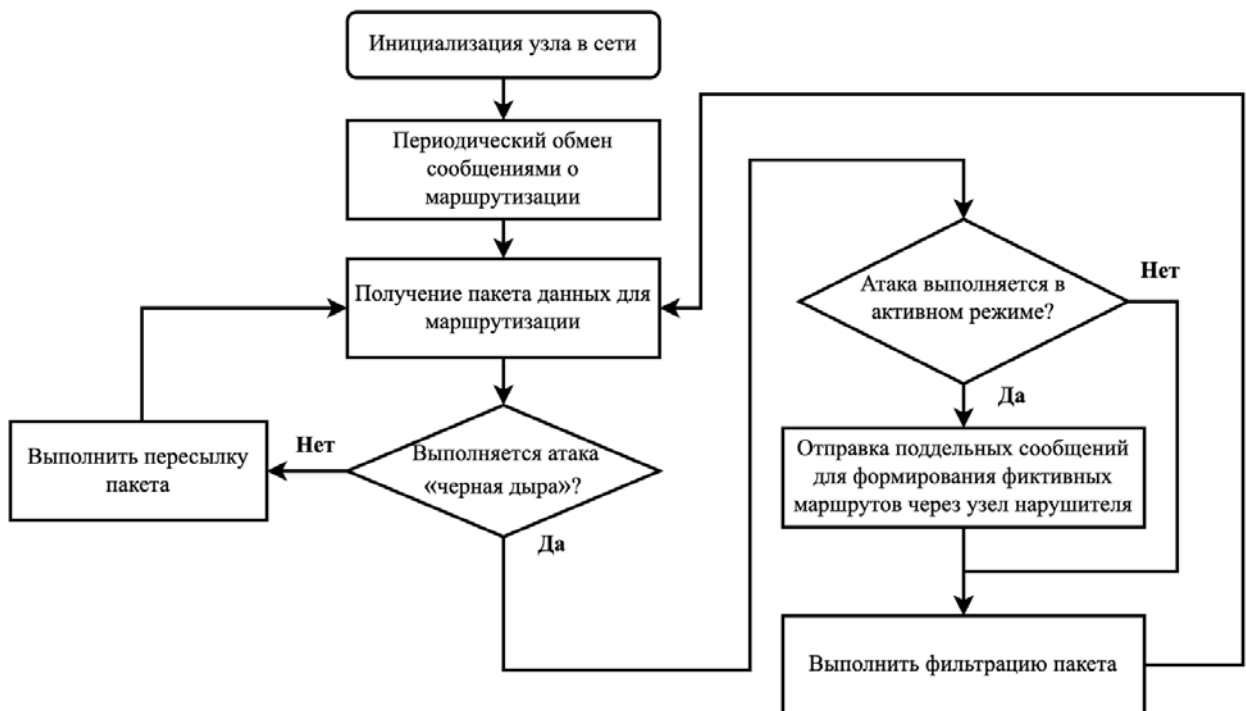 Инициализация узла в сети
Периодический обмен
сообщениями о
маршрутизации
Получение пакета данных для
маршрутизации
Выполняется атака
«черная дыра»?
Нет
Да
Выполнить пересылку
пакета
Атака выполняется в
активном режиме?
Нет
Да
Отправка поддельных сообщений
для формирования фиктивных
маршрутов через узел нарушителя
Выполнить фильтрацию пакета